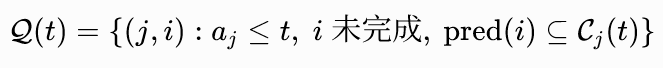 𝒬(t) = {(j, i) : a_j ≤ t, i 未完成, pred(i) ⊆ 𝒞_j(t)}